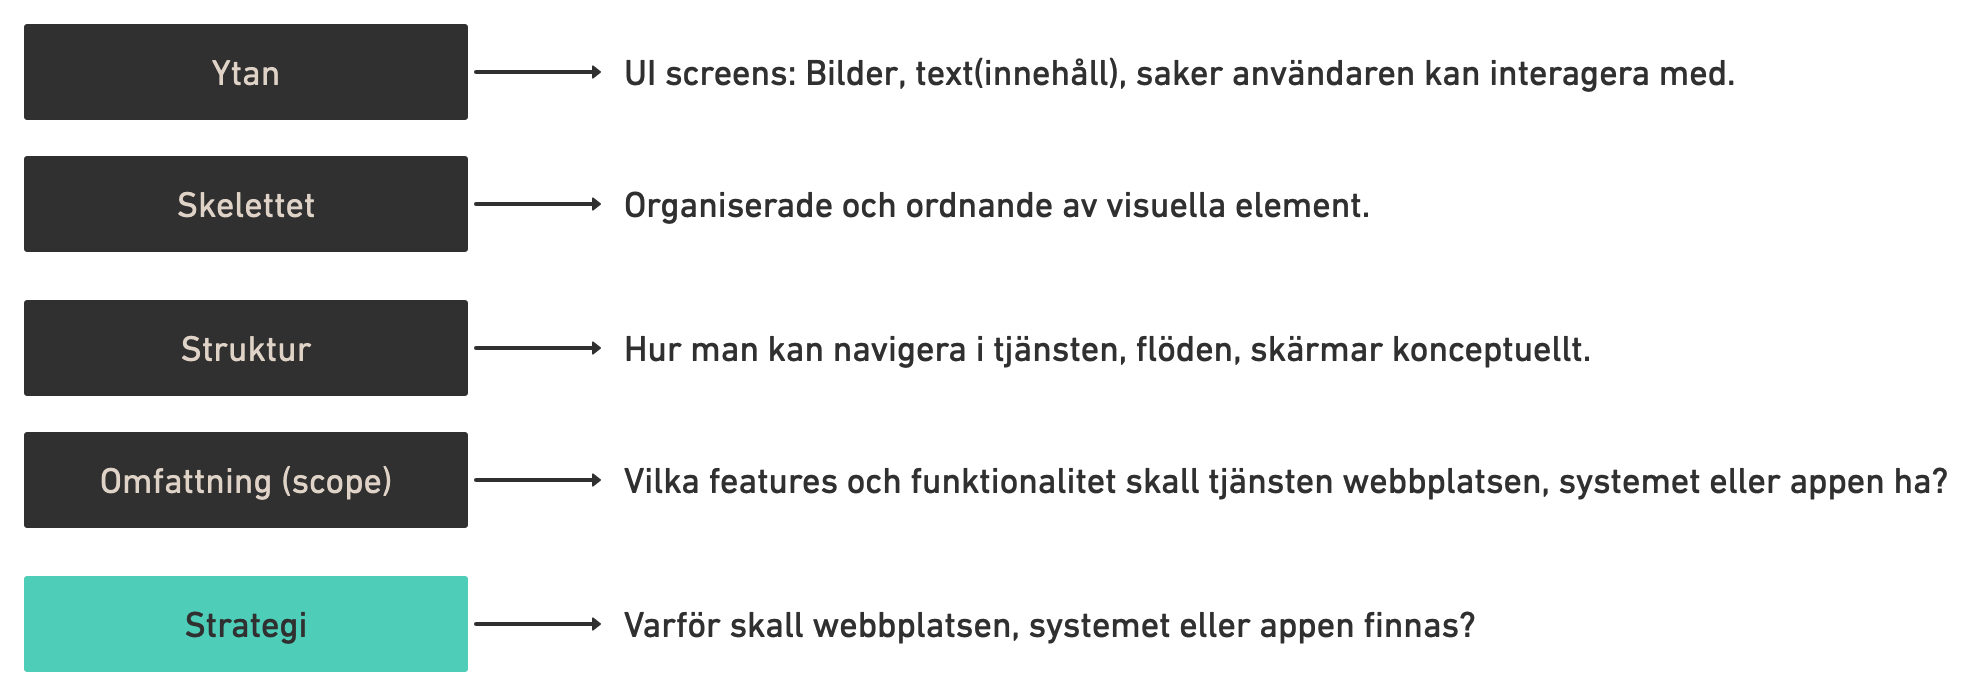 Ytan
UI screens: Bilder, text(innehåll), saker användaren kan interagera med.
Skelettet
Organiserade och ordnande av visuella element.
Struktur
Hur man kan navigera i tjänsten, flöden, skärmar konceptuellt.
Omfattning (scope)
Vilka features och funktionalitet skall tjänsten webbplatsen, systemet eller appen ha?
Strategi
Varför skall webbplatsen, systemet eller appen finnas?